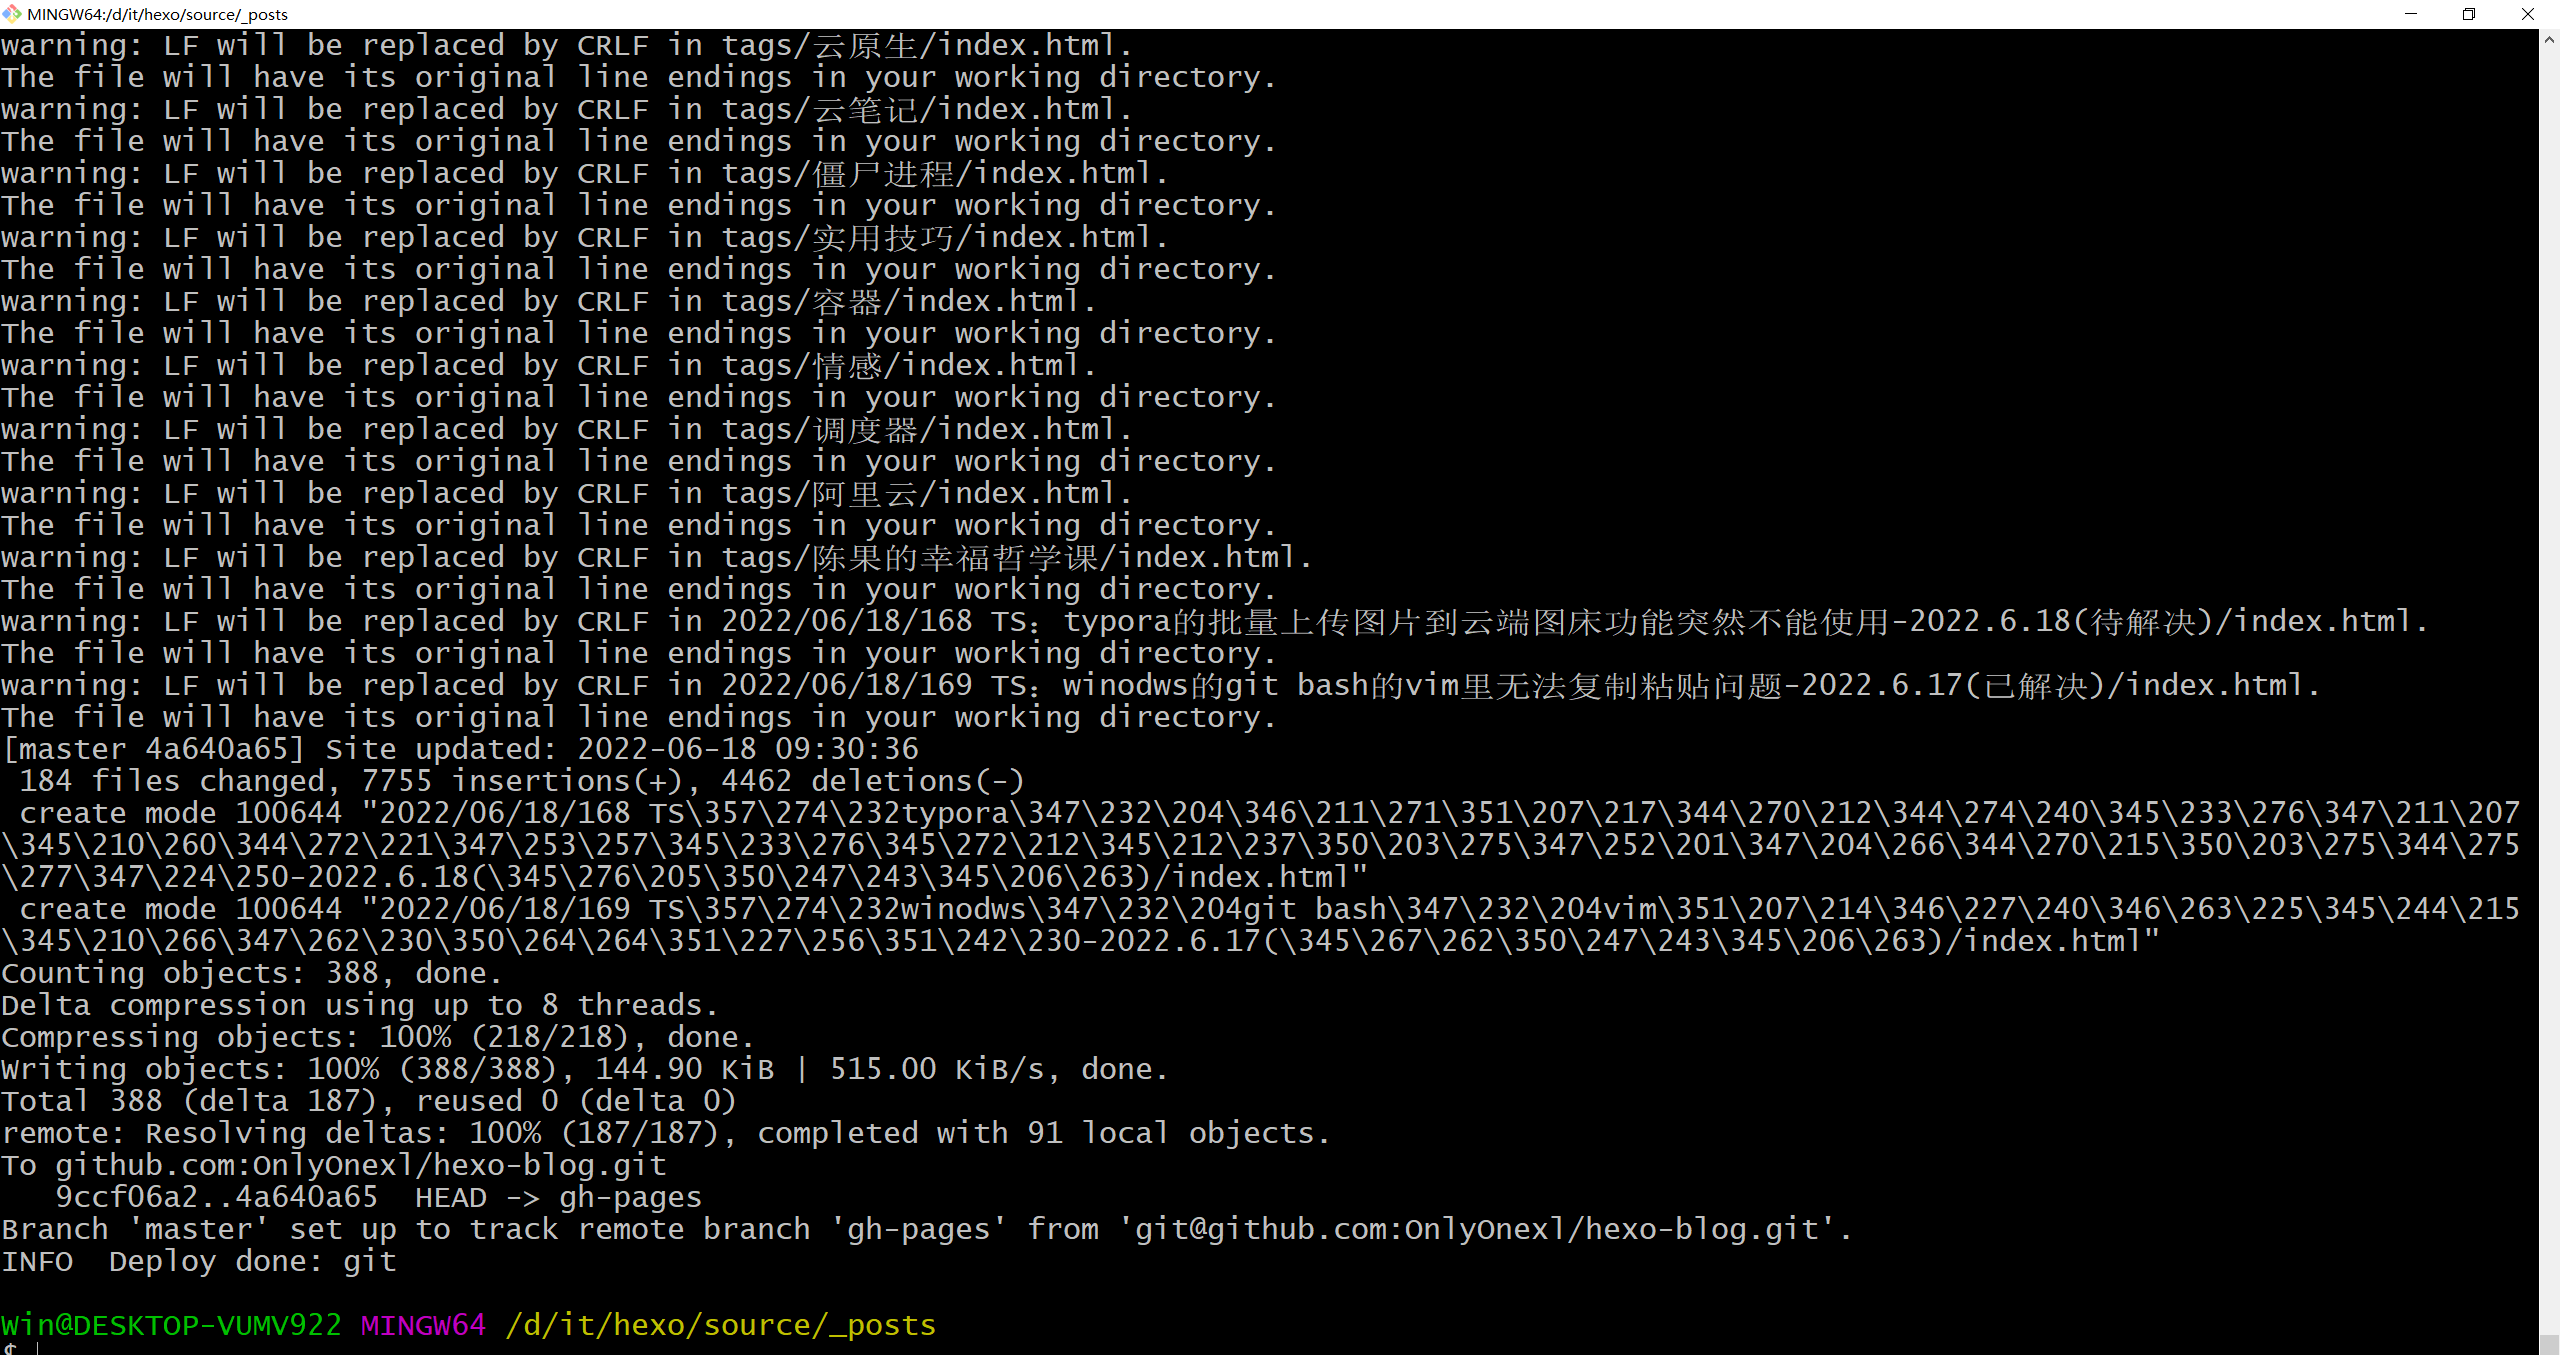 MINGW64:/d/it/hexo/source/_posts
warning: LF will be replaced by CRLF in tags/云原生/index.html.
The file will have its original line endings in your working directory.
warning: LF will be replaced by CRLF in tags/云笔记/index.html.
The file will have its original line endings in your working directory.
warning: LF will be replaced by CRLF in tags/僵尸进程/index.html.
The file will have its original line endings in your working directory.
warning: LF will be replaced by CRLF in tags/实用技巧/index.html.
The file will have its original line endings in your working directory.
warning: LF will be replaced by CRLF in tags/容器/index.html.
The file will have its original line endings in your working directory.
warning: LF will be replaced by CRLF in tags/情感/index.html.
The file will have its original line endings in your working directory.
warning: LF will be replaced by CRLF in tags/调度器/index.html.
The file will have its original line endings in your working directory.
warning: LF will be replaced by CRLF in tags/阿里云/index.html.
The file will have its original line endings in your working directory.
warning: LF will be replaced by CRLF in tags/陈果的幸福哲学课/index.html.
The file will have its original line endings in your working directory.
warning: LF will be replaced by CRLF in 2022/06/18/168 TS：typora的批量上传图片到云端图床功能突然不能使用-2022.6.18(待解决)/index.html.
The file will have its original line endings in your working directory.
warning: LF will be replaced by CRLF in 2022/06/18/169 TS：winodws的git bash的vim里无法复制粘贴问题-2022.6.17(已解决)/index.html.
The file will have its original line endings in your working directory.
[master 4a640a65] Site updated: 2022-06-18 09:30:36
 184 files changed, 7755 insertions(+), 4462 deletions(-)
 create mode 100644 "2022/06/18/168 TS\357\274\232typora\347\232\204\346\211\271\351\207\217\344\270\212\344\274\240\345\233\276\347\211\207
\345\210\260\344\272\221\347\253\257\345\233\276\345\272\212\345\212\237\350\203\275\347\252\201\347\204\266\344\270\215\350\203\275\344\275
\277\347\224\250-2022.6.18(\345\276\205\350\247\243\345\206\263)/index.html"
 create mode 100644 "2022/06/18/169 TS\357\274\232winodws\347\232\204git bash\347\232\204vim\351\207\214\346\227\240\346\263\225\345\244\215
\345\210\266\347\262\230\350\264\264\351\227\256\351\242\230-2022.6.17(\345\267\262\350\247\243\345\206\263)/index.html"
Counting objects: 388, done.
Delta compression using up to 8 threads.
Compressing objects: 100% (218/218), done.
Writing objects: 100% (388/388), 144.90 KiB | 515.00 KiB/s, done.
Total 388 (delta 187), reused 0 (delta 0)
remote: Resolving deltas: 100% (187/187), completed with 91 local objects.
To github.com:OnlyOnexl/hexo-blog.git
   9ccf06a2..4a640a65  HEAD -> gh-pages
Branch 'master' set up to track remote branch 'gh-pages' from 'git@github.com:OnlyOnexl/hexo-blog.git'.
INFO  Deploy done: git
Win@DESKTOP-VUMV922 MINGW64 /d/it/hexo/source/_posts
$